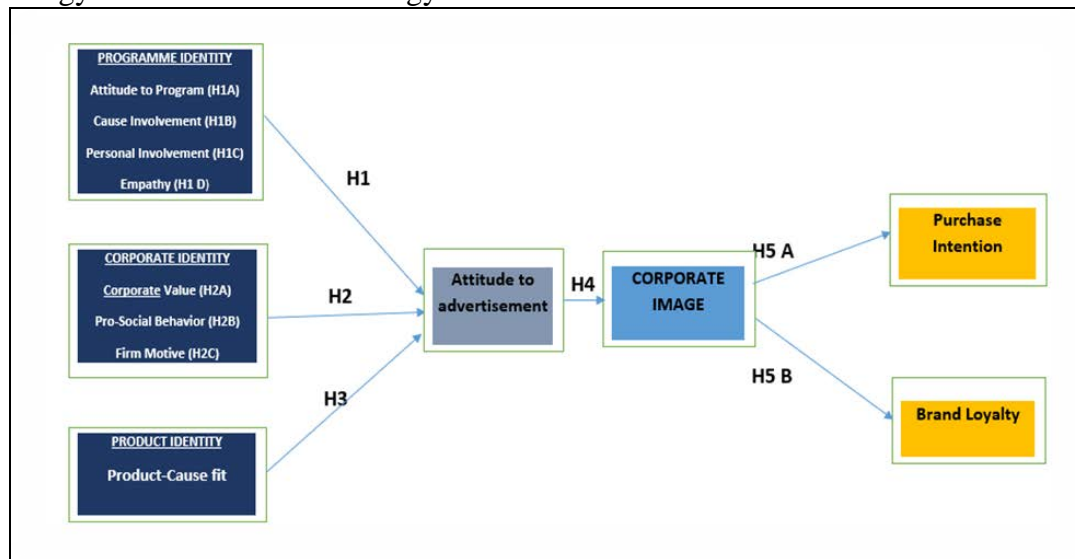 PROGRAMME IDENTITY
Attitude to Program (H1A)
Cause Involvement (H1B)
Personal Involvement (H1C)
Empathy (H1 D)
H1
CORPORATE IDENTITY
Corporate Value (H2A)
Pro-Social Behavior (H2B)
Firm Motive (H2C)
H2
PRODUCT IDENTITY
Product-Cause fit
H3
Attitude to
advertisement
H4
CORPORATE
IMAGE
H5 A
Purchase
Intention
H5 B
Brand Loyalty